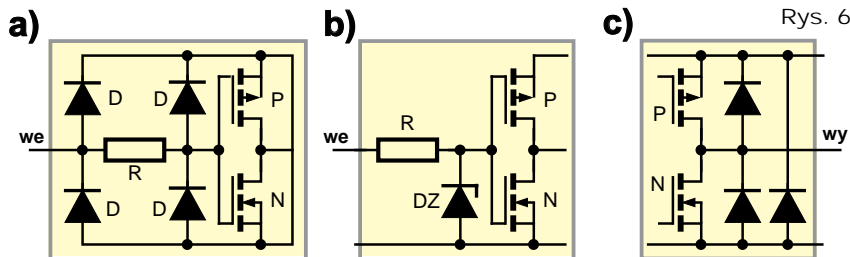 a) b) c) Rys. 6
D D P R P P
we R we wy
D D N DZ N N